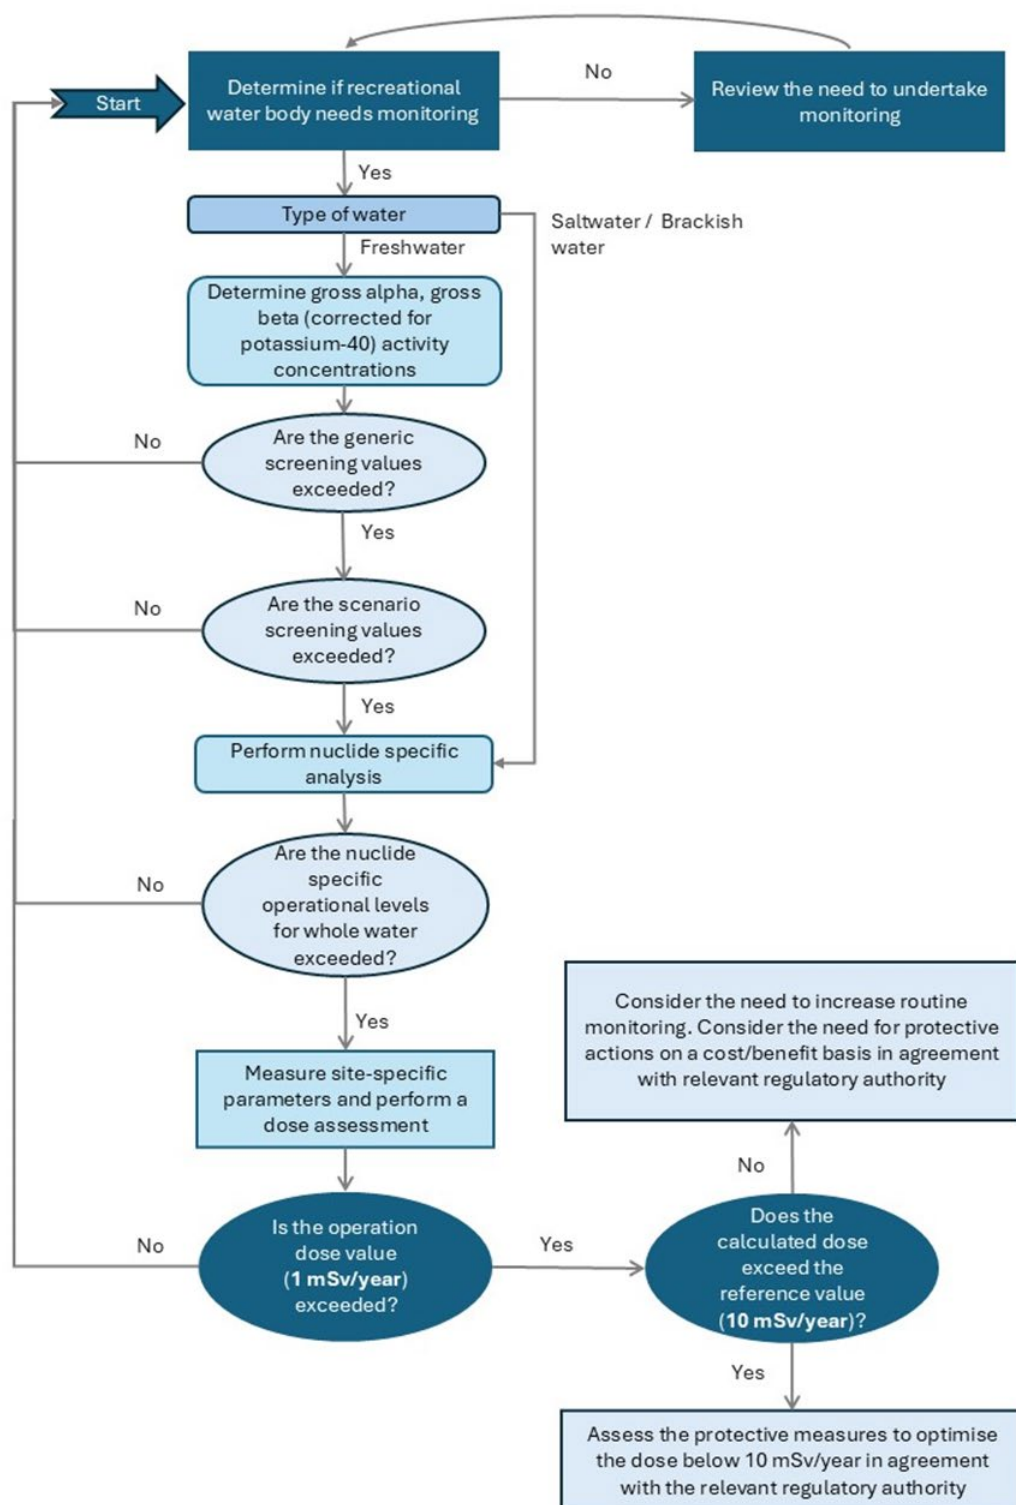 Start
Determine if recreational
water body needs monitoring
No
Review the need to undertake
monitoring
Yes
Type of water
Saltwater / Brackish
water
Freshwater
Determine gross alpha, gross
beta (corrected for
potassium-40) activity
concentrations
No
Are the generic
screening values
exceeded?
Yes
No
Are the scenario
screening values
exceeded?
Yes
Perform nuclide specific
analysis
No
Are the nuclide
specific
operational levels
for whole water
exceeded?
Yes
Measure site-specific
parameters and perform a
dose assessment
Consider the need to increase routine
monitoring. Consider the need for protective
actions on a cost/benefit basis in agreement
with relevant regulatory authority
No
No
Is the operation
dose value
(1 mSv/year)
exceeded?
Yes
Does the
calculated dose
exceed the
reference value
(10 mSv/year)?
Yes
Assess the protective measures to optimise
the dose below 10 mSv/year in agreement
with the relevant regulatory authority